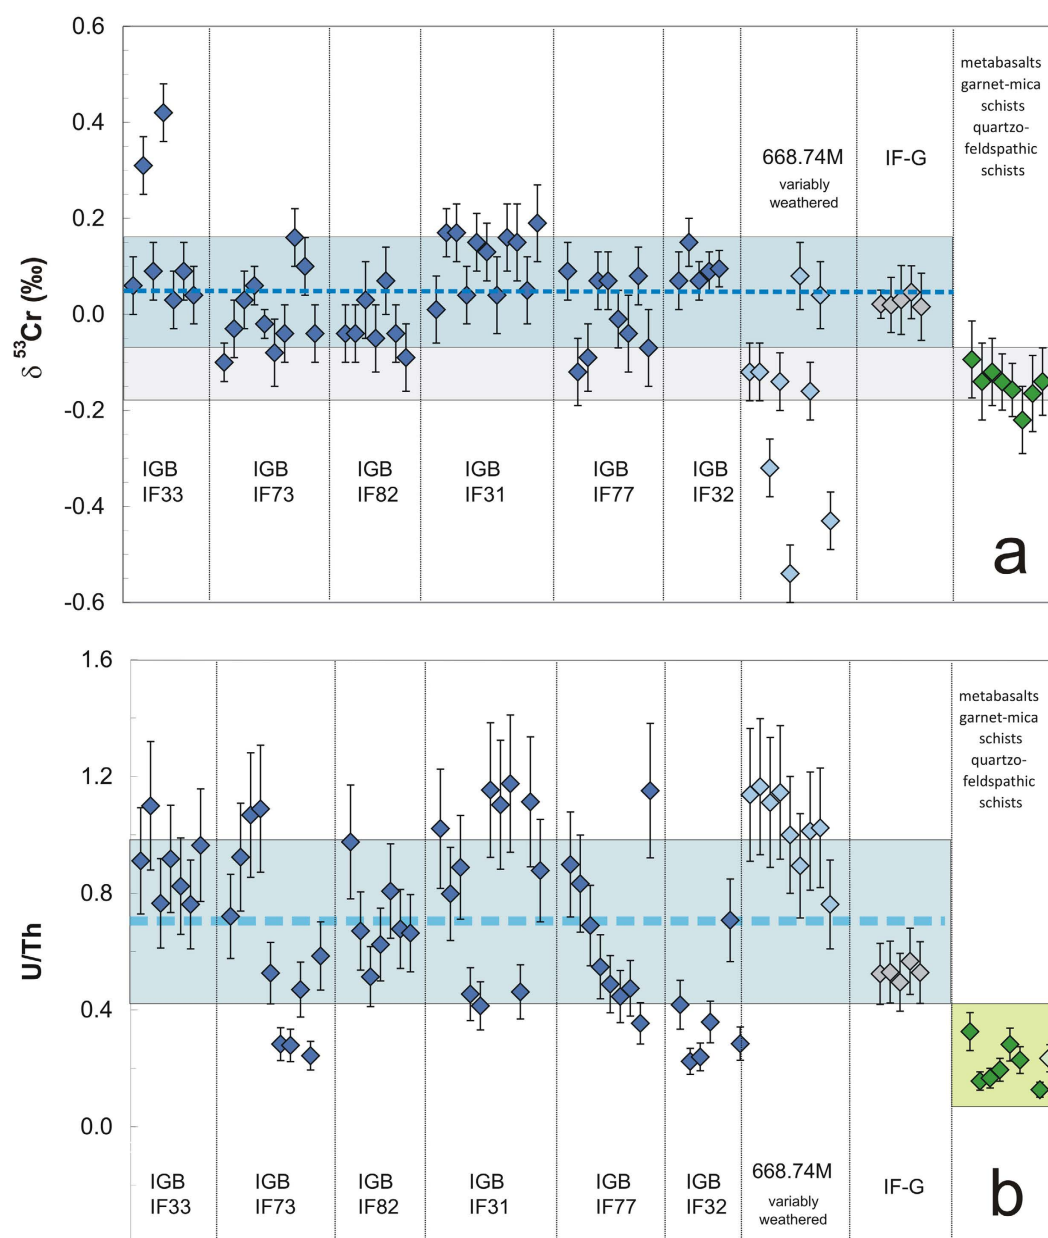 0.6
0.4
0.2
0.0
-0.2
-0.4
-0.6
δ 53Cr (‰)
metabasalts
garnet-mica
schists
quartzo-
feldspathic
schists
668.74M
variably
weathered
IF-G
IGB
IF33
IGB
IF73
IGB
IF82
IGB
IF31
IGB
IF77
IGB
IF32
a
1.6
1.2
0.8
0.4
0.0
U/Th
metabasalts
garnet-mica
schists
quartzo-
feldspathic
schists
IGB
IF33
IGB
IF73
IGB
IF82
IGB
IF31
IGB
IF77
IGB
IF32
668.74M
variably
weathered
IF-G
b